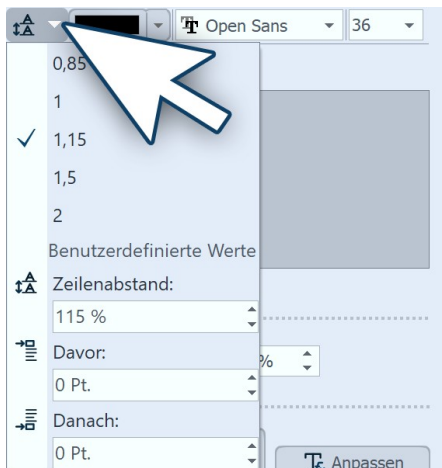 Open Sans 36
0,85
1
1,15
1,5
2
Benutzerdefinierte Werte
Zeilenabstand:
115 %
Davor:
%
0 Pt.
Danach:
0 Pt.
Anpassen